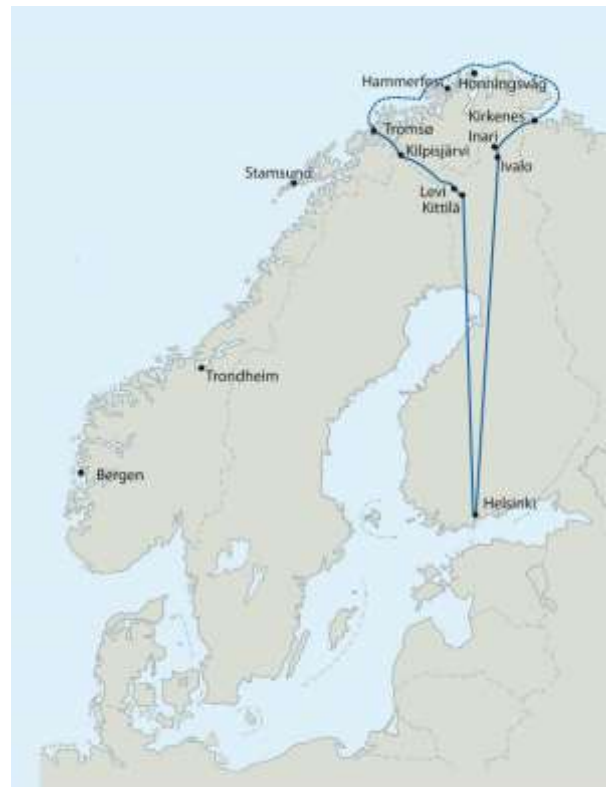 Hammerfest
Honningsvåg
Kirkenes
Tromsø
Inari
Kilpisjärvi
Ivalo
Stamsund
Levi
Kittilä
Trondheim
Bergen
Helsinki